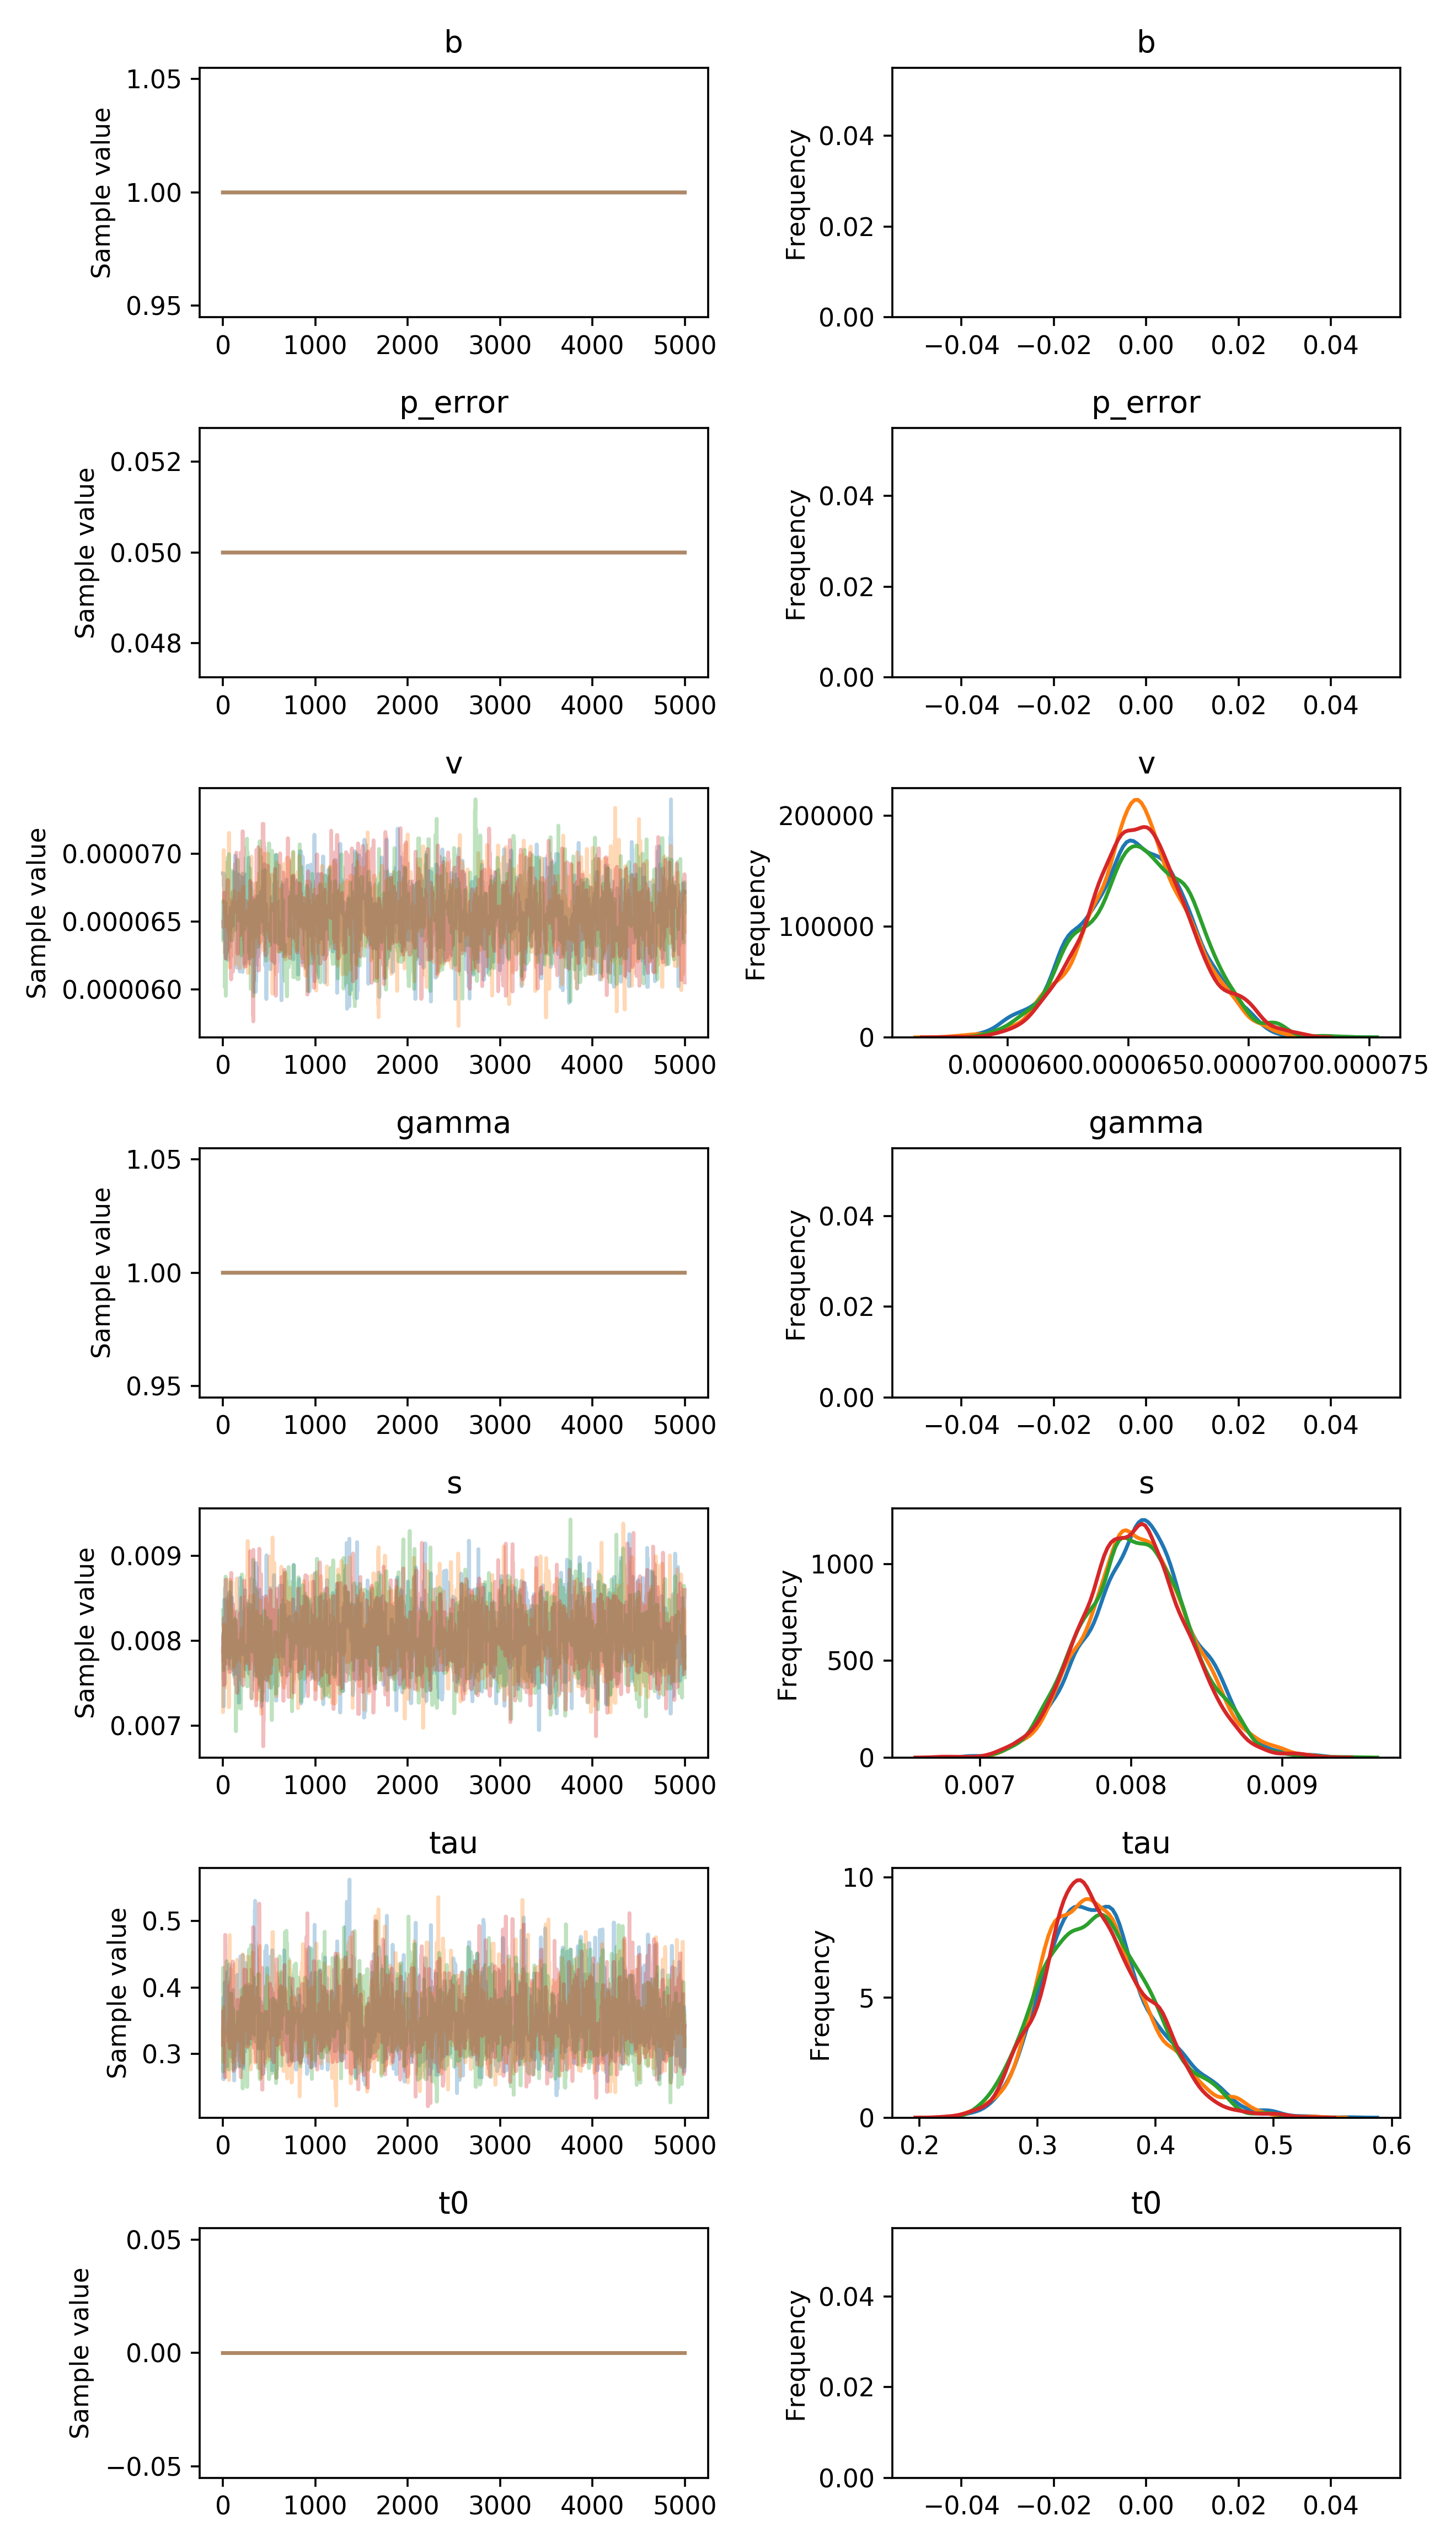 b
b
Sample value
1.05
1.00
0.95
0 1000 2000 3000 4000 5000
Frequency
0.04
0.02
0.00
−0.04 −0.02 0.00 0.02 0.04
p_error
p_error
Sample value
0.052
0.050
0.048
0 1000 2000 3000 4000 5000
Frequency
0.04
0.02
0.00
−0.04 −0.02 0.00 0.02 0.04
v
v
Sample value
0.000070
0.000065
0.000060
0 1000 2000 3000 4000 5000
Frequency
200000
100000
0
0.000060 0.000065 0.000070 0.000075
gamma
gamma
Sample value
1.05
1.00
0.95
0 1000 2000 3000 4000 5000
Frequency
0.04
0.02
0.00
−0.04 −0.02 0.00 0.02 0.04
s
s
Sample value
0.009
0.008
0.007
0 1000 2000 3000 4000 5000
Frequency
1000
500
0
0.007 0.008 0.009
tau
tau
Sample value
0.5
0.4
0.3
0 1000 2000 3000 4000 5000
Frequency
10
5
0
0.2 0.3 0.4 0.5 0.6
t0
t0
Sample value
0.05
0.00
−0.05
0 1000 2000 3000 4000 5000
Frequency
0.04
0.02
0.00
−0.04 −0.02 0.00 0.02 0.04